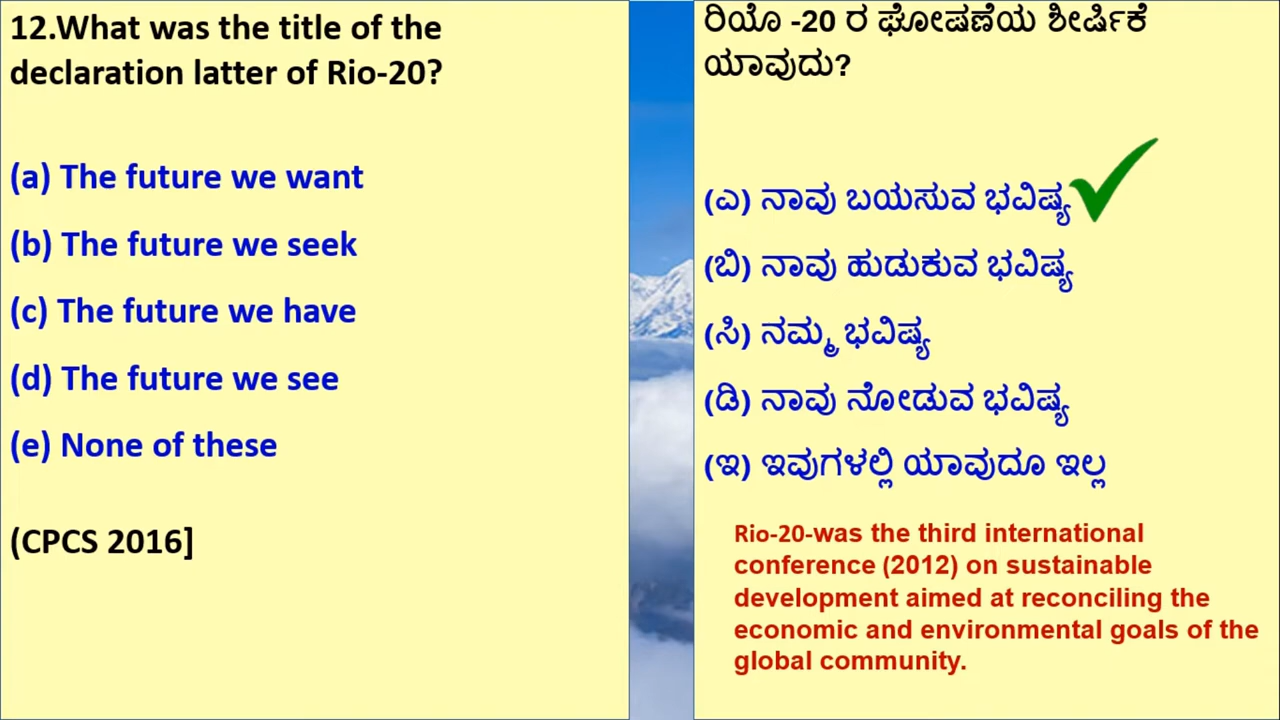 12.What was the title of the
declaration latter of Rio-20?
(a) The future we want
(b) The future we seek
(c) The future we have
(d) The future we see
(e) None of these
(CPCS 2016]
ರಿಯೊ -20 ರ ಘೋಷಣೆಯ ಶೀರ್ಷಿಕೆ
ಯಾವುದು?
(ಎ) ನಾವು ಬಯಸುವ ಭವಿಷ್ಯ
(ಬಿ) ನಾವು ಹುಡುಕುವ ಭವಿಷ್ಯ
(ಸಿ) ನಮ್ಮ ಭವಿಷ್ಯ
(ಡಿ) ನಾವು ನೋಡುವ ಭವಿಷ್ಯ
(ಇ) ಇವುಗಳಲ್ಲಿ ಯಾವುದೂ ಇಲ್ಲ
Rio-20-was the third international
conference (2012) on sustainable
development aimed at reconciling the
economic and environmental goals of the
global community.